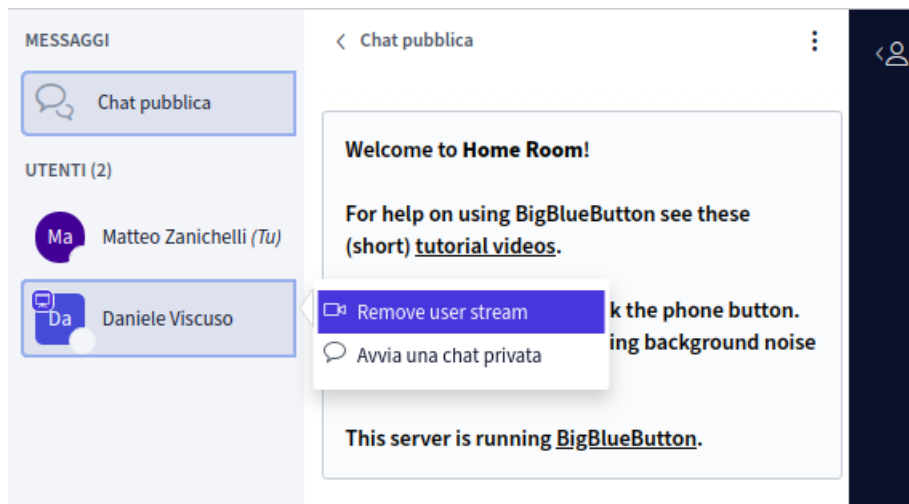 MESSAGGI
Chat pubblica
UTENTI (2)
Ma
Matteo Zanichelli (Tu)
Da
Daniele Viscuso
Chat pubblica
Welcome to Home Room!
For help on using BigBlueButton see these
(short) tutorial videos.
Remove user stream
k the phone button.
Avvia una chat privata
ing background noise
This server is running BigBlueButton.